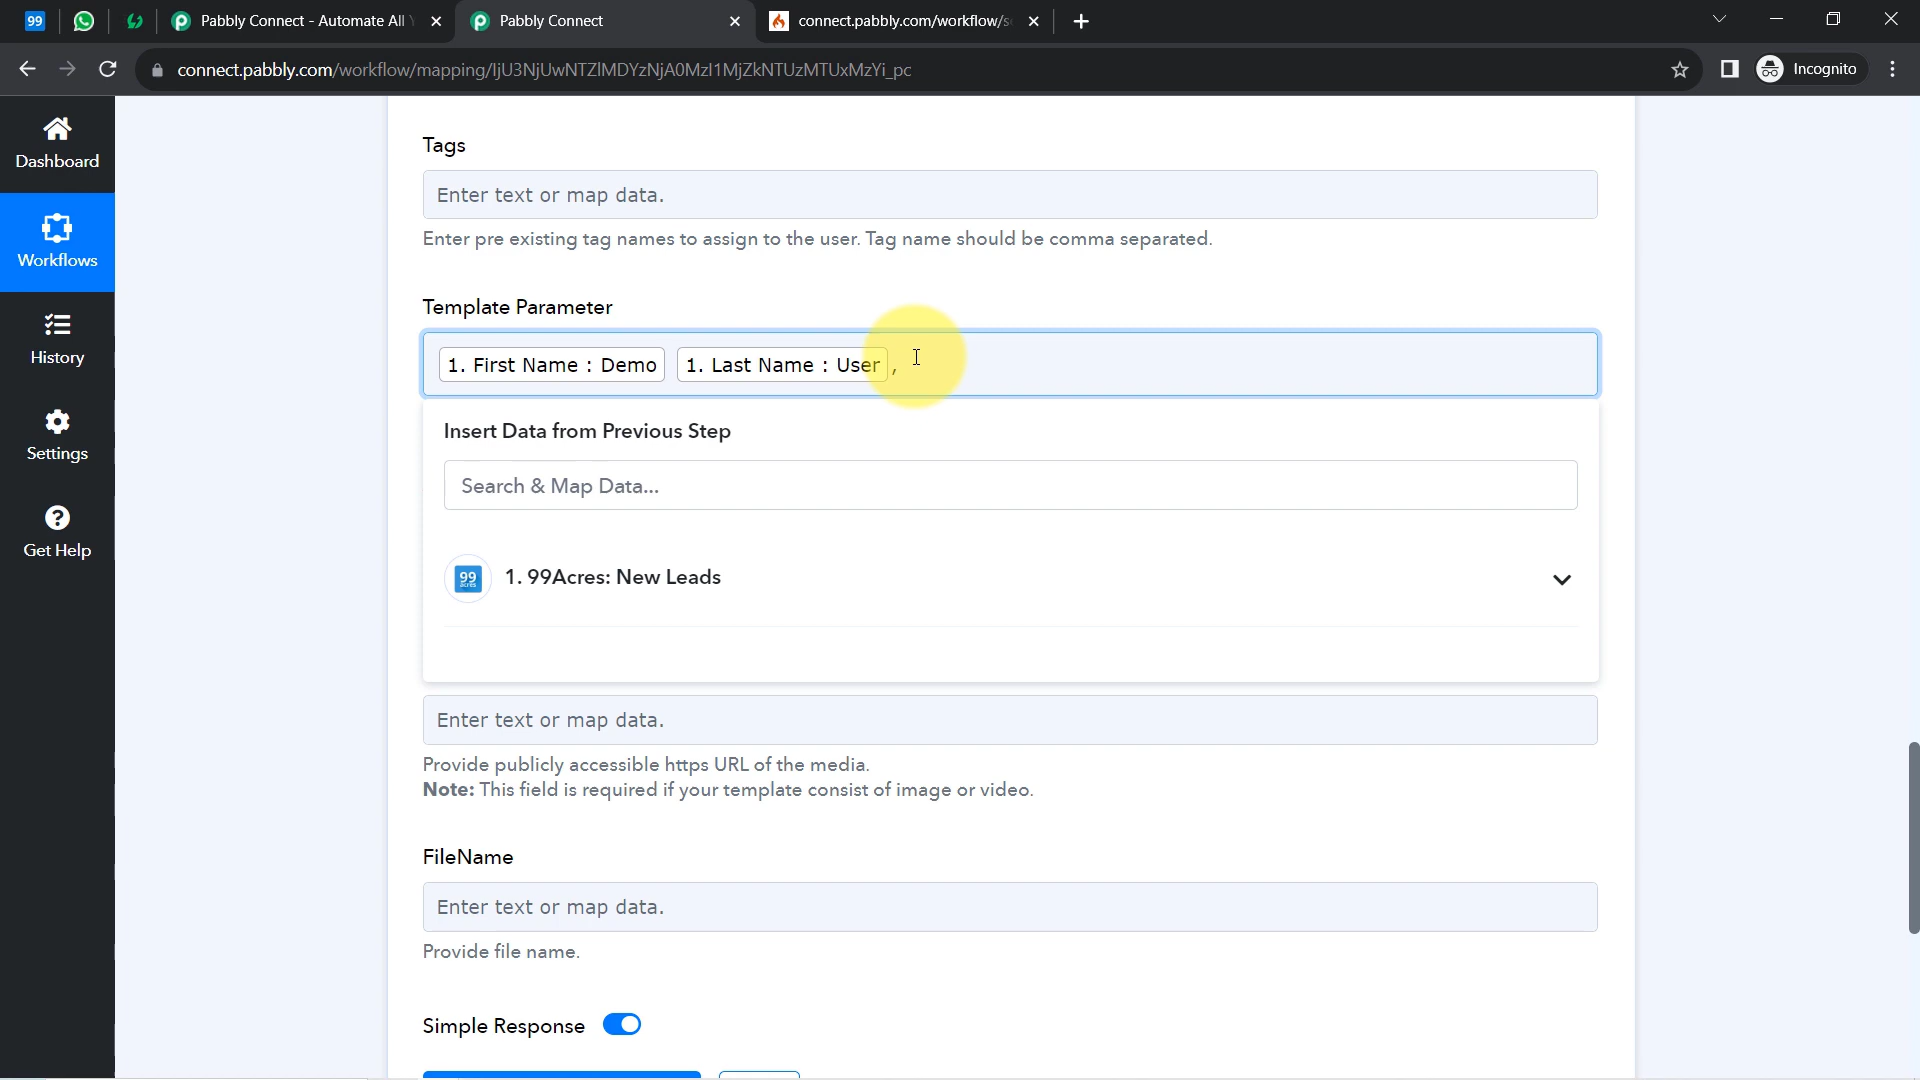 99
Pabbly Connect - Automate All
Pabbly Connect
connect.pabbly.com/workflow/s
connect.pabbly.com/workflow/mapping/IjU3NjUwNTZlMDYzNjA0MzI1MjZkNTUzMTUxMzYi_pc
Incognito
Dashboard
Workflows
History
Settings
Get Help
Tags
Enter text or map data.
Enter pre existing tag names to assign to the user. Tag name should be comma separated.
Template Parameter
1. First Name : Demo 1. Last Name : User ,
Insert Data from Previous Step
Search & Map Data...
99 acres
1. 99Acres: New Leads
Enter text or map data.
Provide publicly accessible https URL of the media.
Note: This field is required if your template consist of image or video.
FileName
Enter text or map data.
Provide file name.
Simple Response